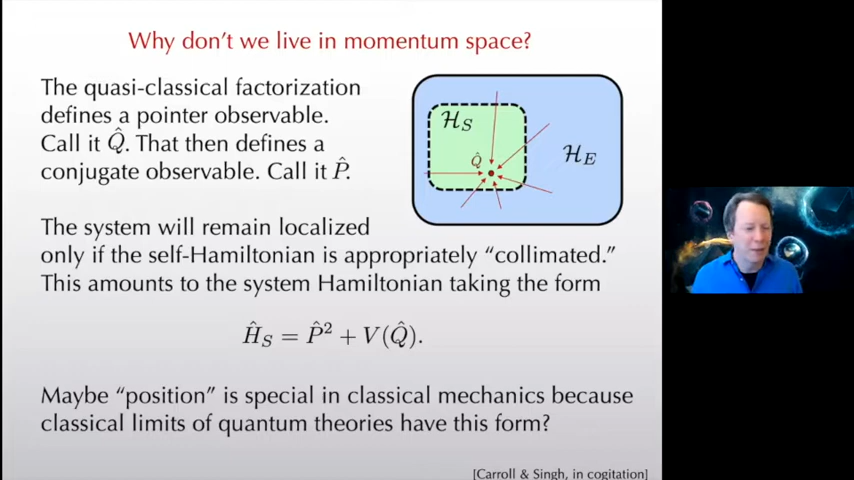 Why don't we live in momentum space?
The quasi-classical factorization
defines a pointer observable.
Call it Q̂. That then defines a
conjugate observable. Call it P̂.
ℋ_S
Q̂
ℋ_E
The system will remain localized
only if the self-Hamiltonian is appropriately “collimated.”
This amounts to the system Hamiltonian taking the form
Ĥ_S = P̂² + V(Q̂).
Maybe “position” is special in classical mechanics because
classical limits of quantum theories have this form?
[Carroll & Singh, in cogitation]